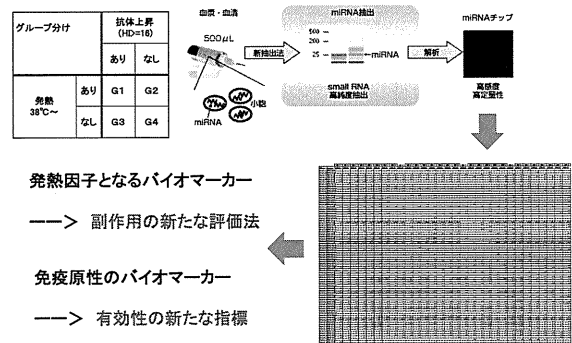 グループ分け
抗体上昇
(HD=16)
あり
なし
発熱
38℃～
あり
G1
G2
なし
G3
G4
血漿・血清
500μL
新抽出法
miRNA
小胞
miRNA抽出
500
200
25
miRNA
small RNA
高純度抽出
解析
miRNAチップ
高感度
高定量性
発熱因子となるバイオマーカー
ーー＞ 副作用の新たな評価法
免疫原性のバイオマーカー
ーー＞ 有効性の新たな指標